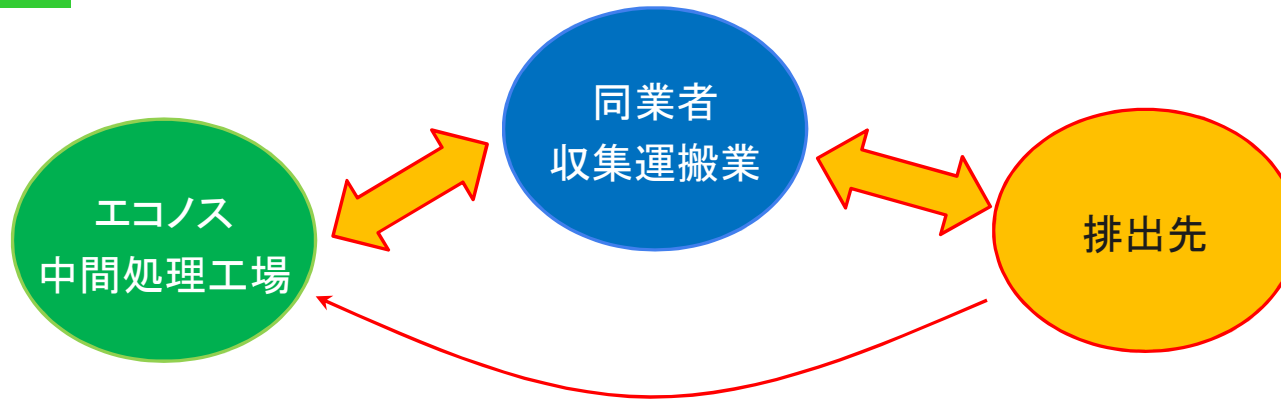 同業者
収集運搬業
エコノス
中間処理工場
排出先